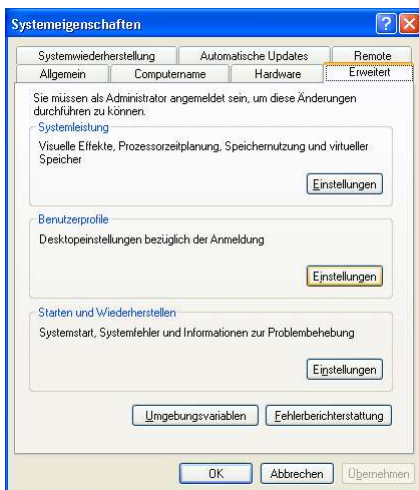 Systemeigenschaften
Systemwiederherstellung Automatische Updates Remote
Allgemein Computername Hardware Erweitert
Sie müssen als Administrator angemeldet sein, um diese Änderungen
durchführen zu können.
Systemleistung
Visuelle Effekte, Prozessorzeitplanung, Speichernutzung und virtueller
Speicher
Einstellungen
Benutzerprofile
Desktopeinstellungen bezüglich der Anmeldung
Einstellungen
Starten und Wiederherstellen
Systemstart, Systemfehler und Informationen zur Problembehebung
Einstellungen
Umgebungsvariablen Fehlerberichterstattung
OK Abbrechen Übernehmen